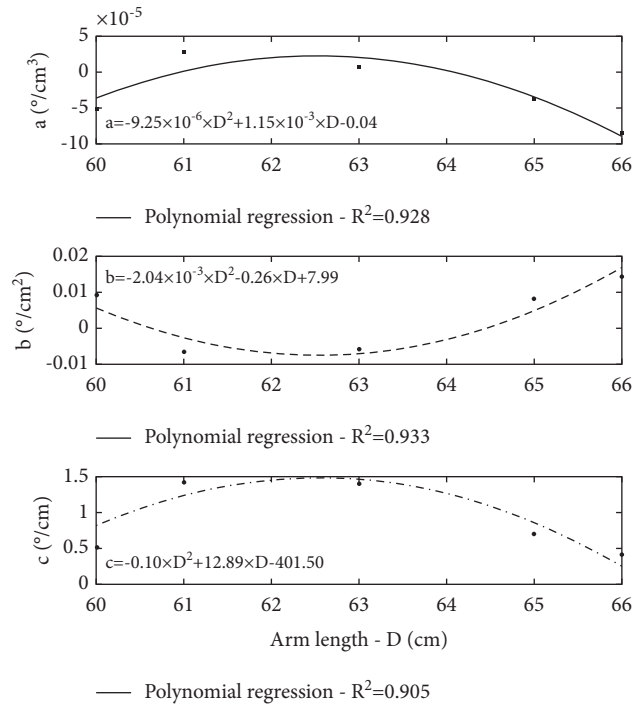 ×10⁻⁵
5
0
-5
-10
a (°/cm³)
a=-9.25×10⁻⁶×D²+1.15×10⁻³×D-0.04
60 61 62 63 64 65 66
Polynomial regression - R²=0.928
0.02
0.01
0
-0.01
b (°/cm²)
b=-2.04×10⁻³×D²-0.26×D+7.99
60 61 62 63 64 65 66
Polynomial regression - R²=0.933
1.5
1
0.5
0
c (°/cm)
c=-0.10×D²+12.89×D-401.50
60 61 62 63 64 65 66
Arm length - D (cm)
Polynomial regression - R²=0.905